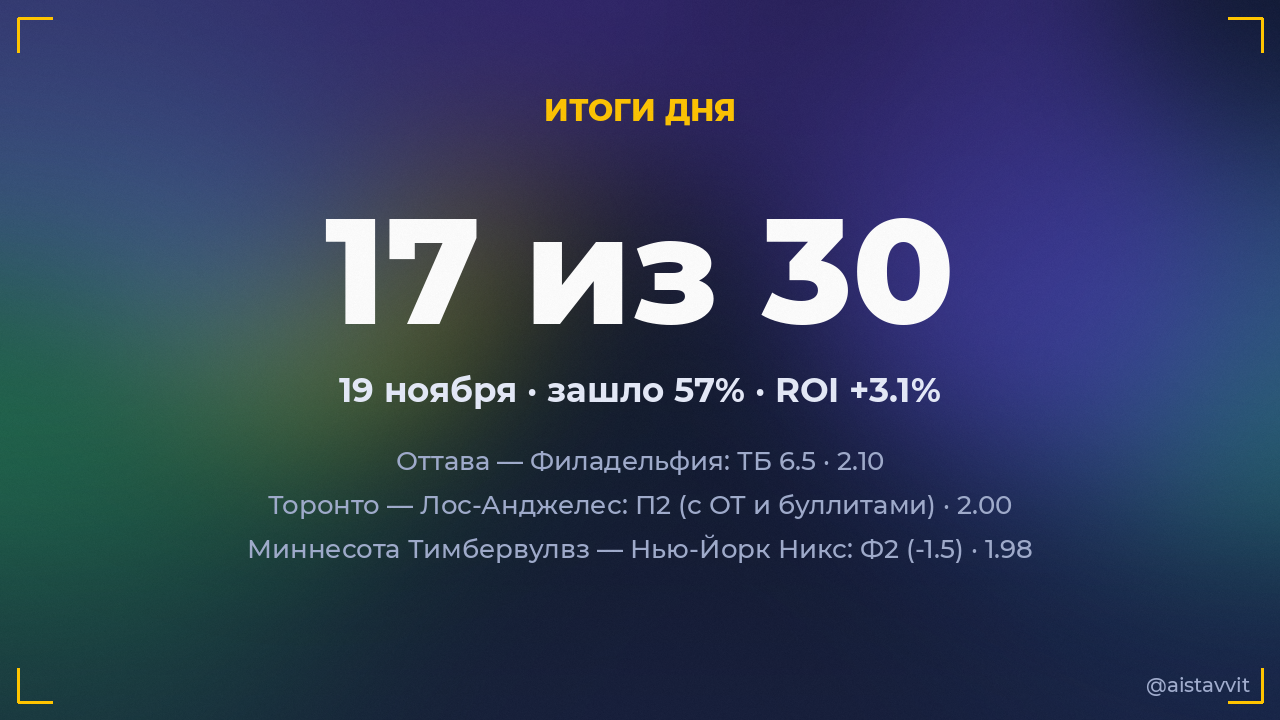 ИТОГИ ДНЯ
17 из 30
19 ноября · зашло 57% · ROI +3.1%
Оттава — Филадельфия: ТБ 6.5 · 2.10
Торонто — Лос-Анджелес: П2 (с ОТ и буллитами) · 2.00
Миннесота Тимбервулвз — Нью-Йорк Никс: Ф2 (-1.5) · 1.98
@aistavvit